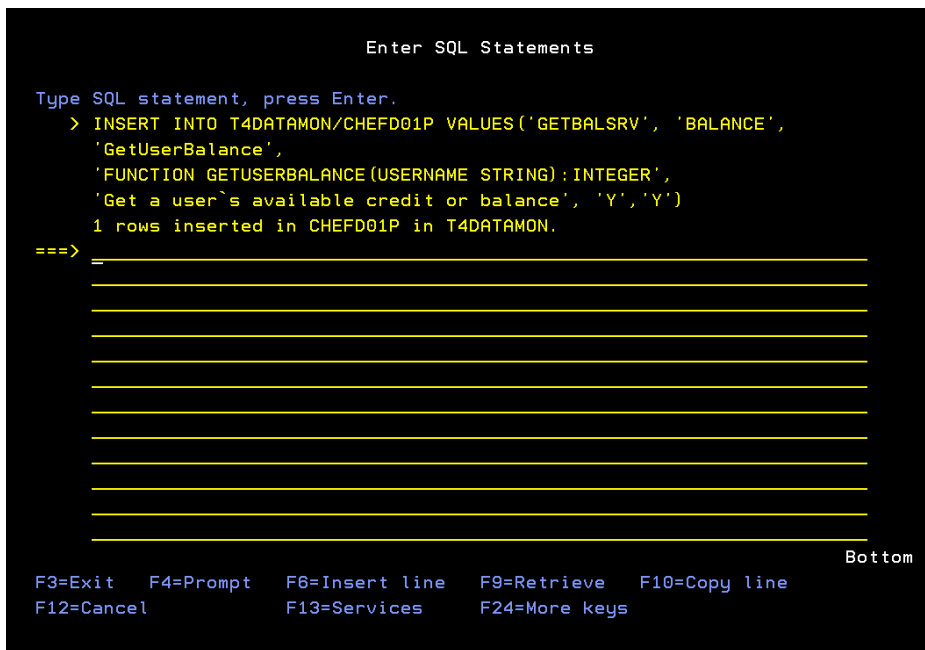 Enter SQL Statements
Type SQL statement, press Enter.
> INSERT INTO T4DATAMON/CHEFD01P VALUES('GETBALSRV', 'BALANCE',
'GetUserBalance',
'FUNCTION GETUSERBALANCE(USERNAME STRING):INTEGER',
'Get a user`s available credit or balance', 'Y','Y')
1 rows inserted in CHEFD01P in T4DATAMON.
===>
Bottom
F3=Exit F4=Prompt F6=Insert line F9=Retrieve F10=Copy line
F12=Cancel F13=Services F24=More keys